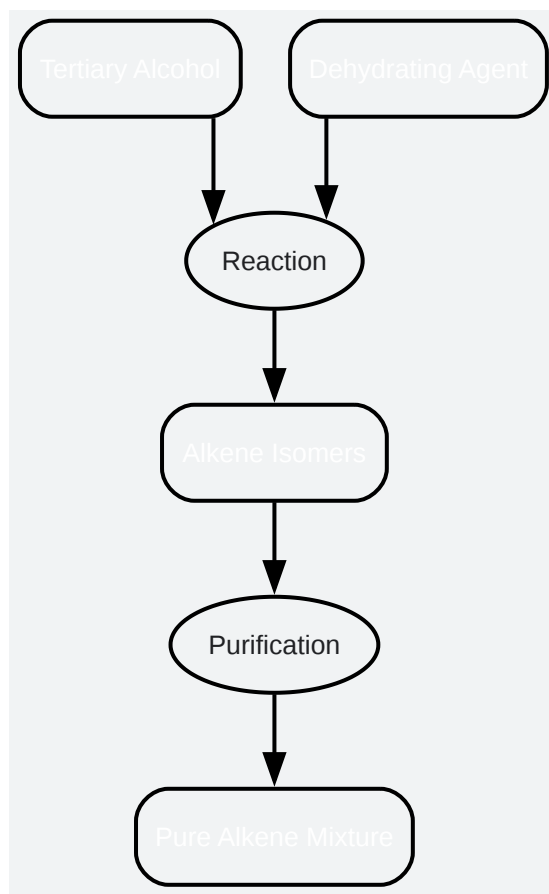 Tertiary Alcohol
Dehydrating Agent
Reaction
Alkene Isomers
Purification
Pure Alkene Mixture